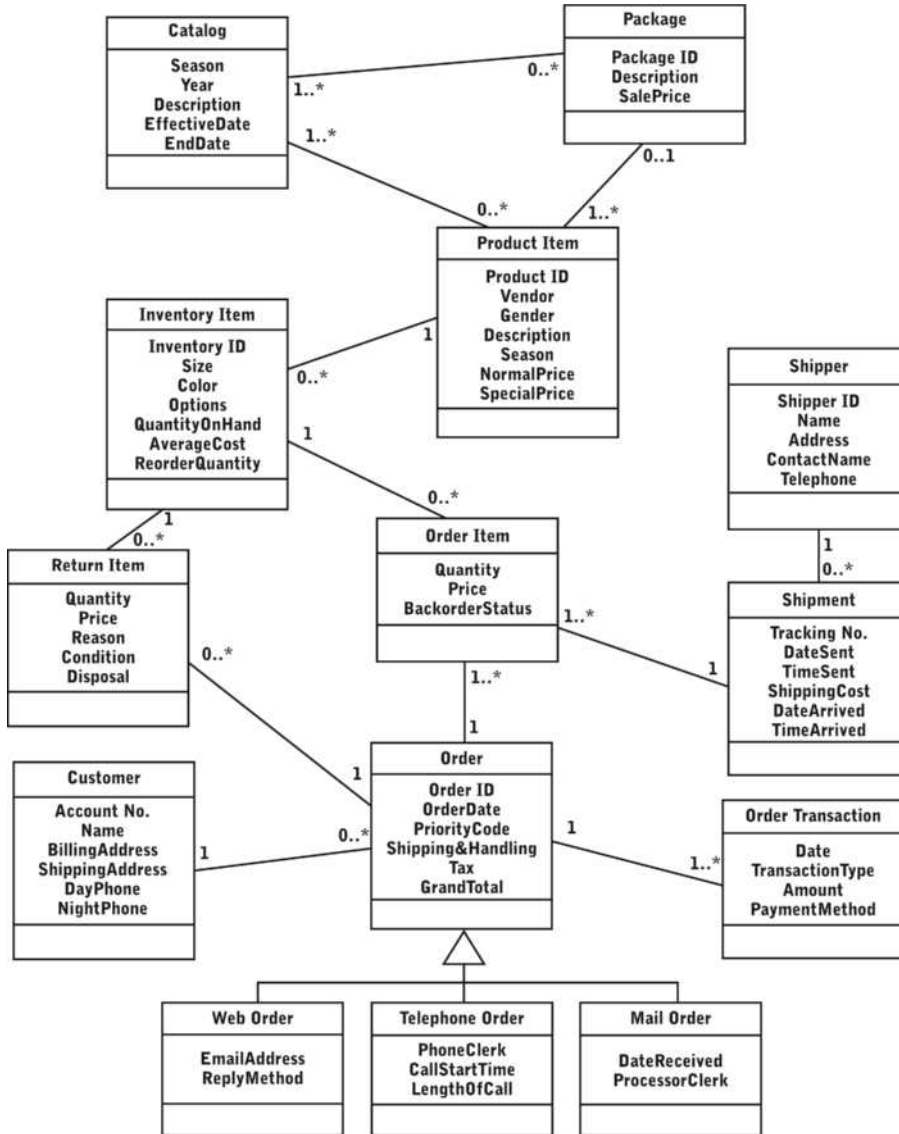 Catalog
Season
Year
Description
EffectiveDate
EndDate
1..*
0..*
Package
Package ID
Description
SalePrice
1..*
0..*
0..1
1..*
Product Item
Product ID
Vendor
Gender
Description
Season
NormalPrice
SpecialPrice
1
0..*
Inventory Item
Inventory ID
Size
Color
Options
QuantityOnHand
AverageCost
ReorderQuantity
1
0..*
1
0..*
Shipper
Shipper ID
Name
Address
ContactName
Telephone
1
0..*
Return Item
Quantity
Price
Reason
Condition
Disposal
0..*
1
Order Item
Quantity
Price
BackorderStatus
1..*
1
1..*
1
Shipment
Tracking No.
DateSent
TimeSent
ShippingCost
DateArrived
TimeArrived
Customer
Account No.
Name
BillingAddress
ShippingAddress
DayPhone
NightPhone
1
0..*
Order
Order ID
OrderDate
PriorityCode
Shipping&Handling
Tax
GrandTotal
1
1..*
Order Transaction
Date
TransactionType
Amount
PaymentMethod
Web Order
EmailAddress
ReplyMethod
Telephone Order
PhoneClerk
CallStartTime
LengthOfCall
Mail Order
DateReceived
ProcessorClerk